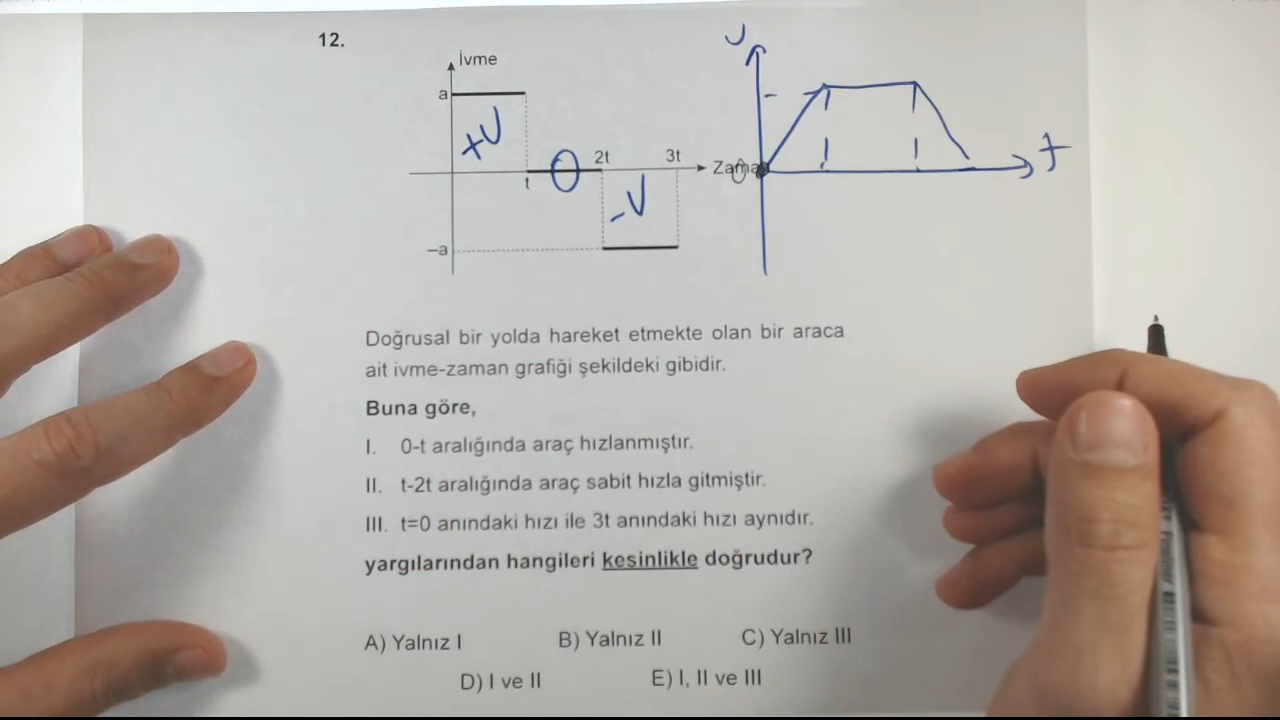 12.
İvme
a
+V
0
2t
3t
Zaman
t
-V
-a
V
0
t
Doğrusal bir yolda hareket etmekte olan bir araca
ait ivme-zaman grafiği şekildeki gibidir.
Buna göre,
I. 0-t aralığında araç hızlanmıştır.
II. t-2t aralığında araç sabit hızla gitmiştir.
III. t=0 anındaki hızı ile 3t anındaki hızı aynıdır.
yargılarından hangileri kesinlikle doğrudur?
A) Yalnız I B) Yalnız II C) Yalnız III
D) I ve II E) I, II ve III